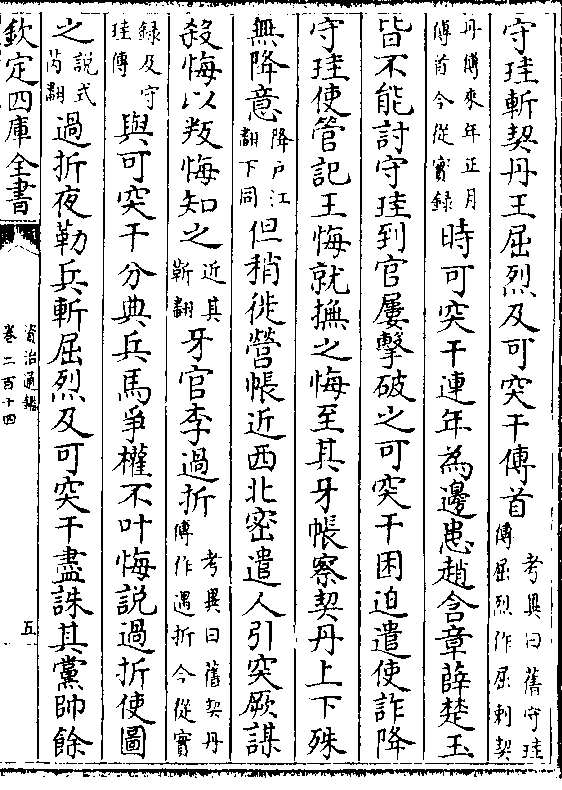 守珪斬契丹王屈烈及可突干傳首考異曰舊守珪傳屈烈作屈剌契
丹傳來年正月傳首今從實録時可突干連年為邊患趙含章薛楚玉
皆不能討守珪到官屢擊破之可突干困迫遣使詐降
守珪使管記王悔就撫之悔至其牙帳察契丹上下殊
無降意降户江翻下同但稍徙營帳近西北密遣人引突厥謀
殺悔以叛悔知之近其靳翻牙官李過折考異曰舊契丹傳作遇折今從實
録及守珪傳與可突干分典兵馬爭權不叶悔説過折使圖
之説式芮翻過折夜勒兵斬屈烈及可突干盡誅其黨帥餘
欽定四庫全書
資治通鑑
卷二百十四
五